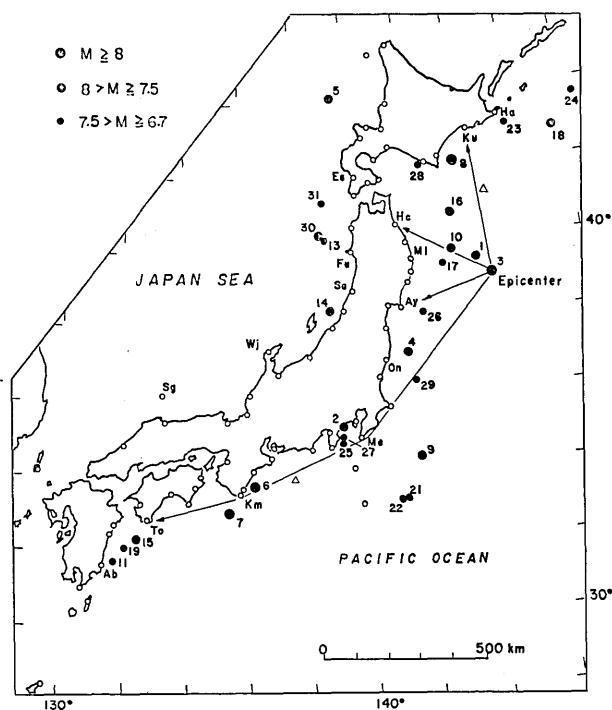 M ≧ 8
8 > M ≧ 7.5
7.5 > M ≧ 6.7
5
24
Ha
23
18
Ku
8
28
Es
31
16
Hc
40°
30
13
10
1
MI
17
3
Fu
Epicenter
JAPAN SEA
Sa
Ay
26
14
4
Wj
On
29
Sg
2
Me
25
27
9
6
21
22
Km
7
To
15
19
11
Ab
PACIFIC OCEAN
30°
0
500 km
130°
140°